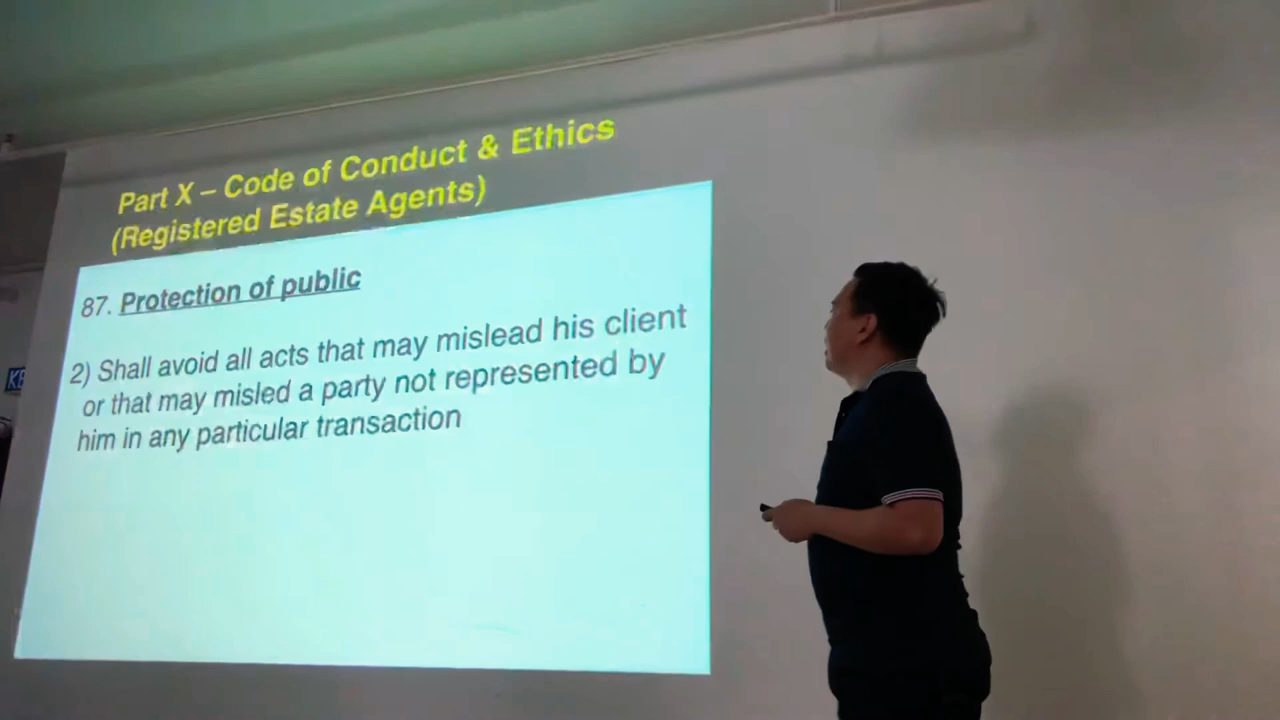 Part X – Code of Conduct & Ethics
(Registered Estate Agents)
87. Protection of public
2) Shall avoid all acts that may mislead his client
or that may misled a party not represented by
him in any particular transaction